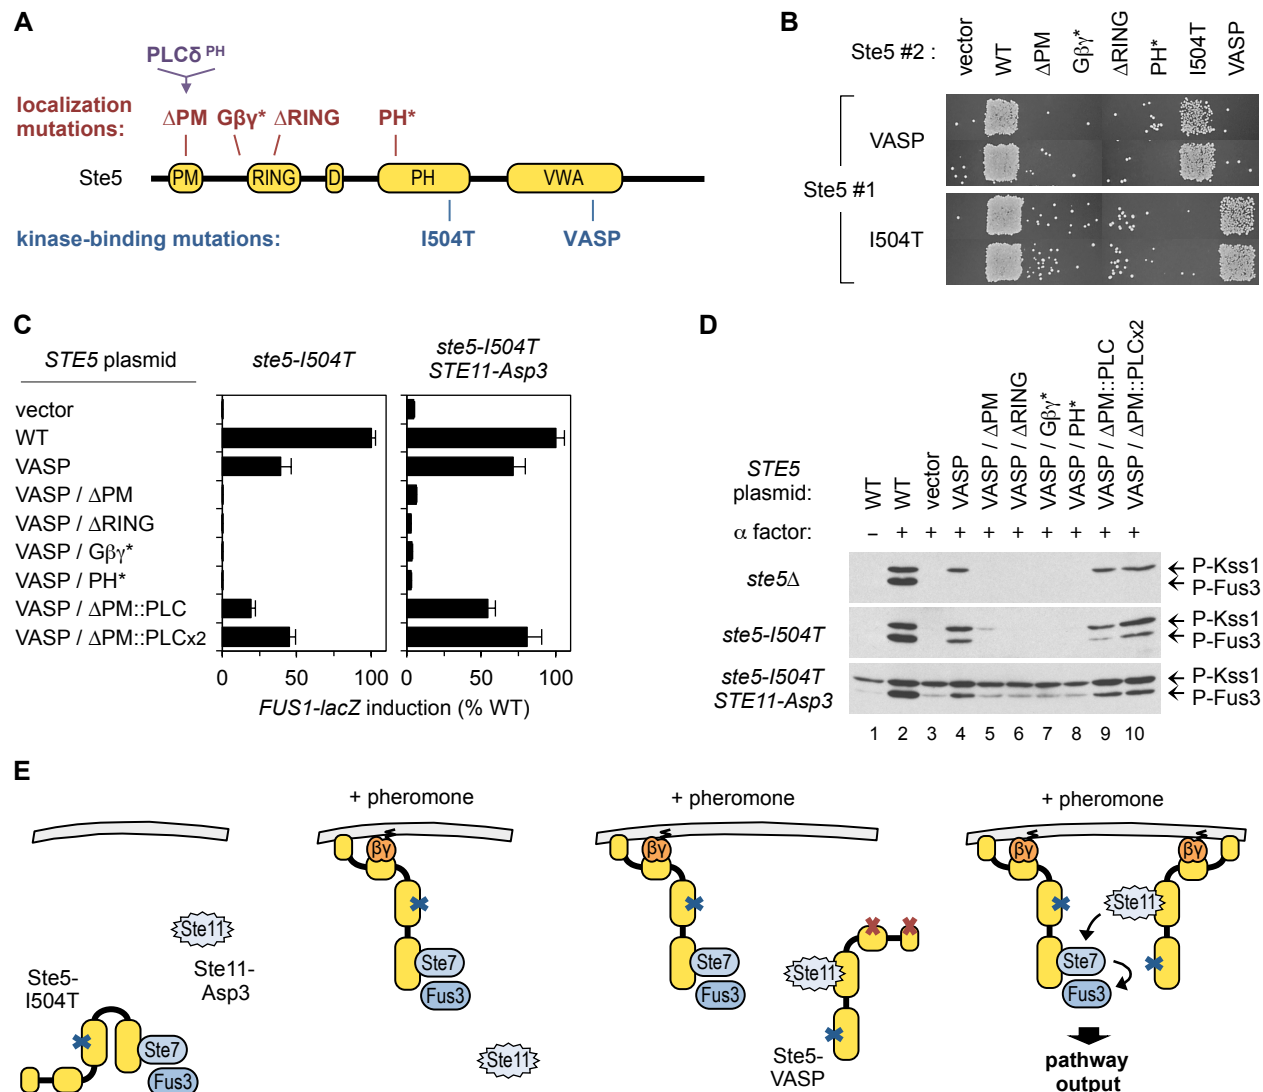 A
PLCδ PH
localization
mutations:
ΔPM Gβγ* ΔRING PH*
Ste5
PM RING D PH VWA
kinase-binding mutations: I504T VASP
B
Ste5 #2 : vector WT ΔPM Gβγ* ΔRING PH* I504T VASP
Ste5 #1
VASP
I504T
C
STE5 plasmid
ste5-I504T
ste5-I504T
STE11-Asp3
vector
WT
VASP
VASP / ΔPM
VASP / ΔRING
VASP / Gβγ*
VASP / PH*
VASP / ΔPM::PLC
VASP / ΔPM::PLCx2
0 50 100 0 50 100
FUS1-lacZ induction (% WT)
D
STE5
plasmid:
WT WT vector VASP VASP / ΔPM VASP / ΔRING VASP / Gβγ* VASP / PH* VASP / ΔPM::PLC VASP / ΔPM::PLCx2
α factor: – + + + + + + + + +
ste5Δ
P-Kss1
P-Fus3
ste5-I504T
P-Kss1
P-Fus3
ste5-I504T
STE11-Asp3
P-Kss1
P-Fus3
1 2 3 4 5 6 7 8 9 10
E
Ste11
Ste11-
Asp3
Ste5-
I504T
Ste7
Fus3
+ pheromone
βγ
Ste7
Fus3
Ste11
+ pheromone
βγ
Ste7
Fus3
Ste11
Ste5-
VASP
+ pheromone
βγ βγ
Ste11
Ste7
Fus3
pathway
output